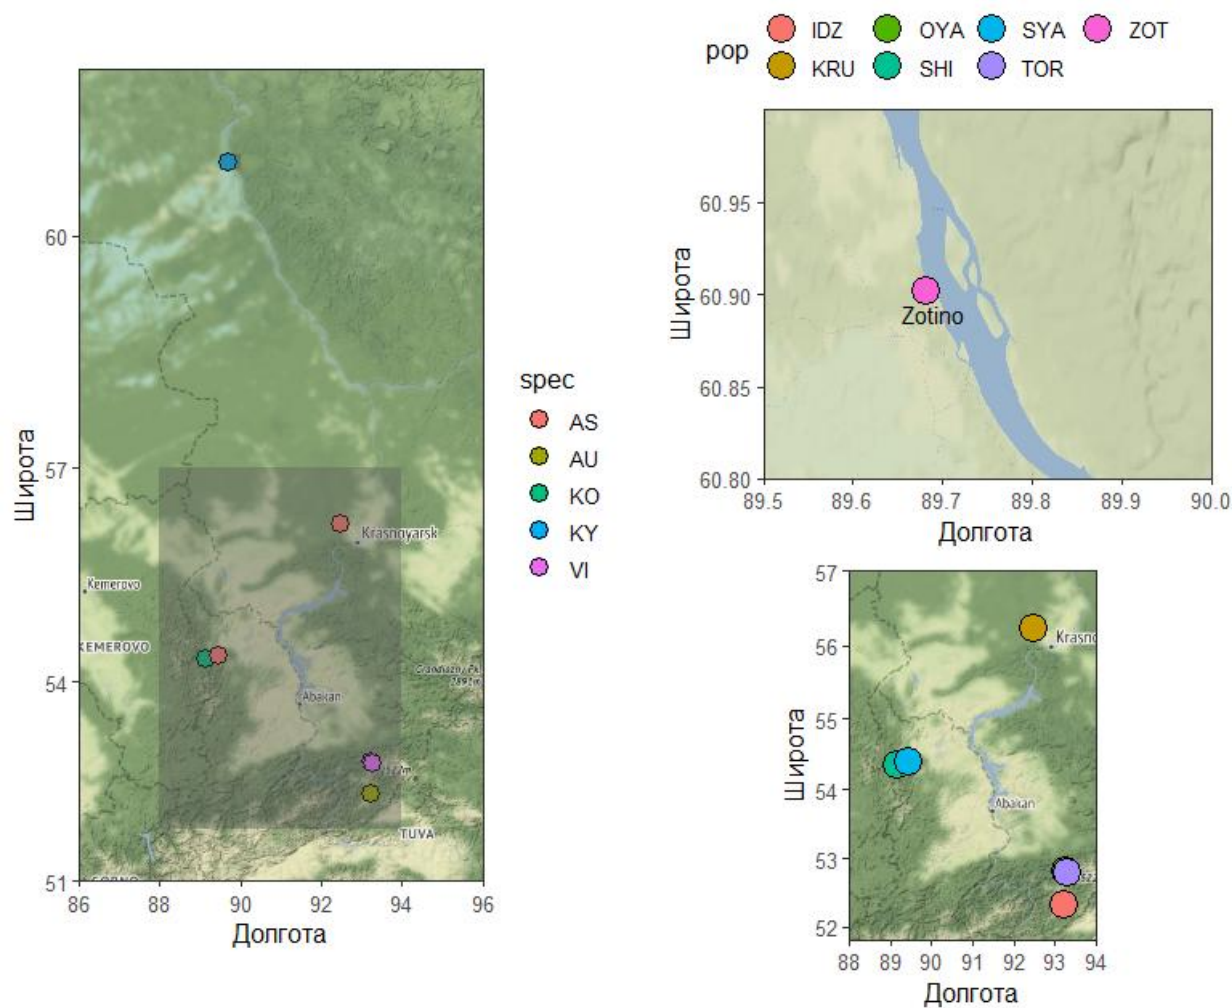 60
57
54
51
86
88
90
92
94
96
Широта
Долгота
Krasnoyarsk
Kemerovo
KEMEROVO
Abakan
TUVA
spec
AS
AU
KO
KY
VI
pop
IDZ
OYA
SYA
ZOT
KRU
SHI
TOR
60.95
60.90
60.85
60.80
89.5
89.6
89.7
89.8
89.9
90.0
Широта
Долгота
Zotino
57
56
55
54
53
52
88
89
90
91
92
93
94
Широта
Долгота
Krasno
Abakan